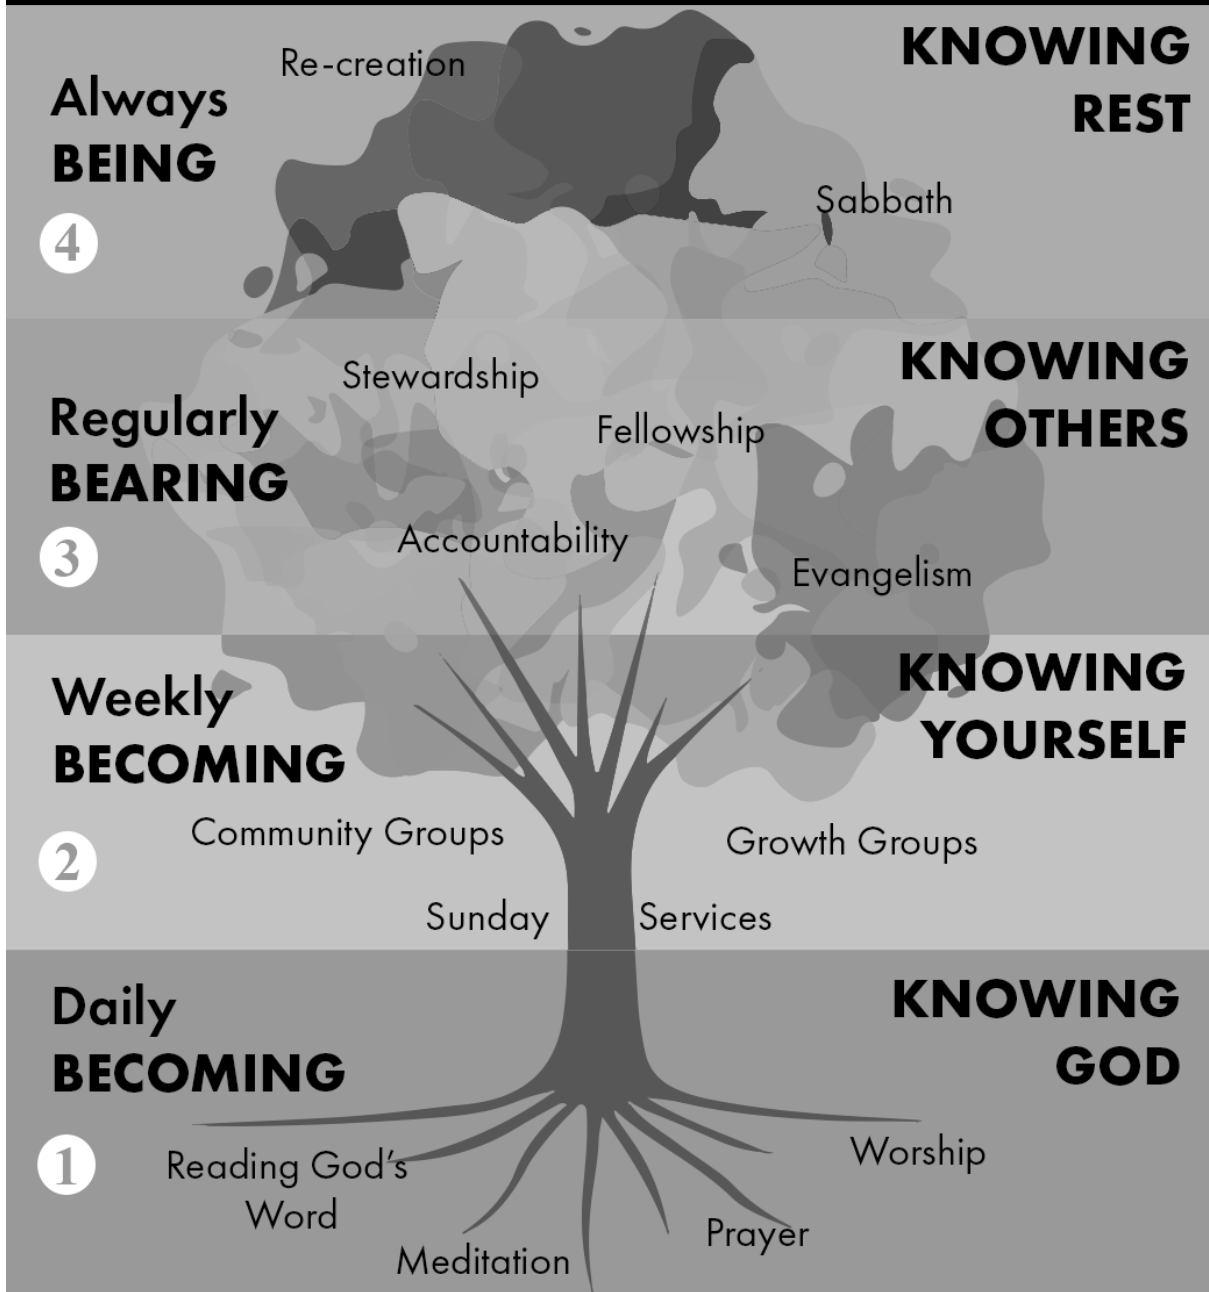 Re-creation
KNOWING
REST
Always
BEING
Sabbath
4
Stewardship
KNOWING
OTHERS
Regularly
BEARING
Fellowship
Accountability
Evangelism
3
KNOWING
YOURSELF
Weekly
BECOMING
Community Groups
Growth Groups
2
Sunday Services
Daily
BECOMING
KNOWING
GOD
1
Reading God's
Word
Worship
Meditation
Prayer